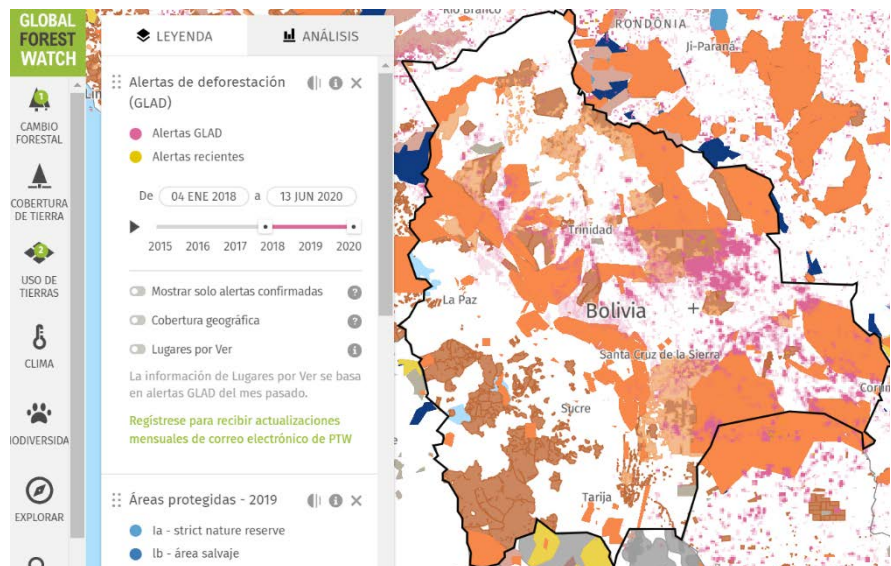 GLOBAL
FOREST
WATCH
CAMBIO
FORESTAL
COBERTURA
DE TIERRA
USO DE
TIERRAS
CLIMA
IODIVERSIDA
EXPLORAR
LEYENDA
ANÁLISIS
Alertas de deforestación
(GLAD)
Alertas GLAD
Alertas recientes
De 04 ENE 2018 a 13 JUN 2020
2015 2016 2017 2018 2019 2020
Mostrar solo alertas confirmadas
Cobertura geográfica
Lugares por Ver
La información de Lugares por Ver se basa
en alertas GLAD del mes pasado.
Regístrese para recibir actualizaciones
mensuales de correo electrónico de PTW
Áreas protegidas - 2019
Ia - strict nature reserve
Ib - área salvaje
Rio Branco
RONDÔNIA
Ji-Paraná
Trinidad
La Paz
Bolivia
Santa Cruz de la Sierra
Sucre
Tarija